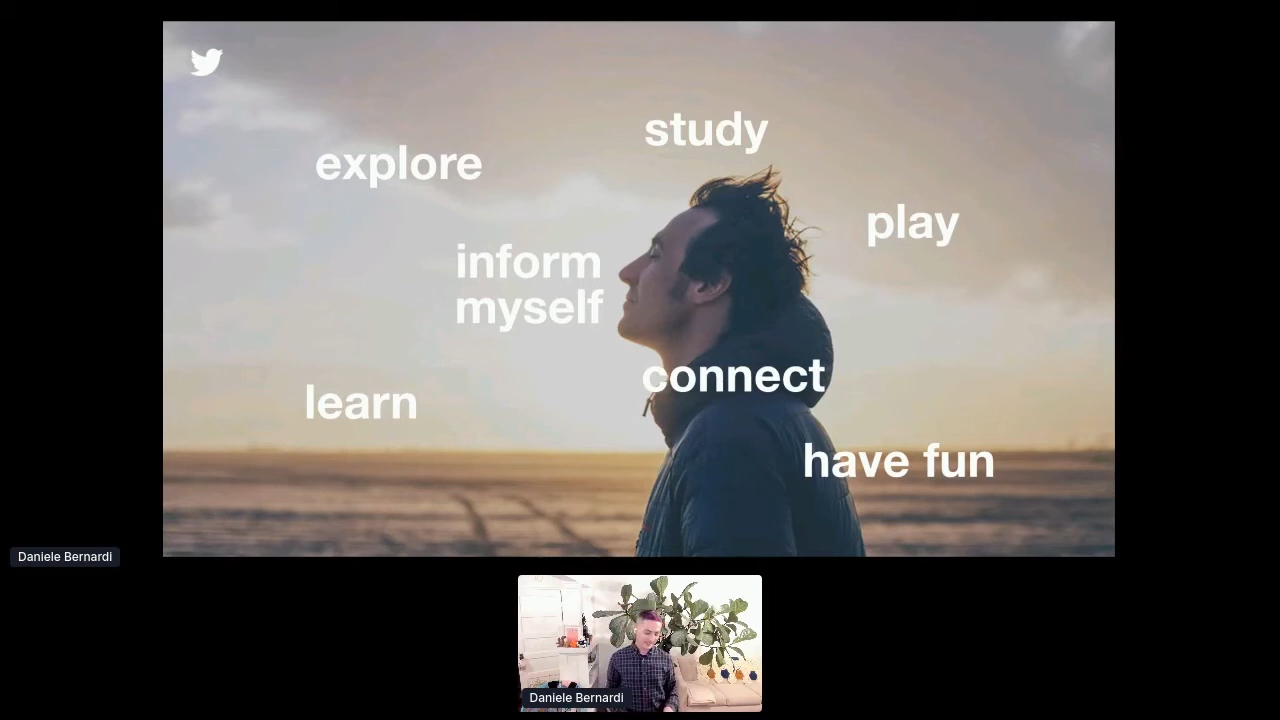 study
explore
play
inform
myself
connect
learn
have fun
Daniele Bernardi
Daniele Bernardi